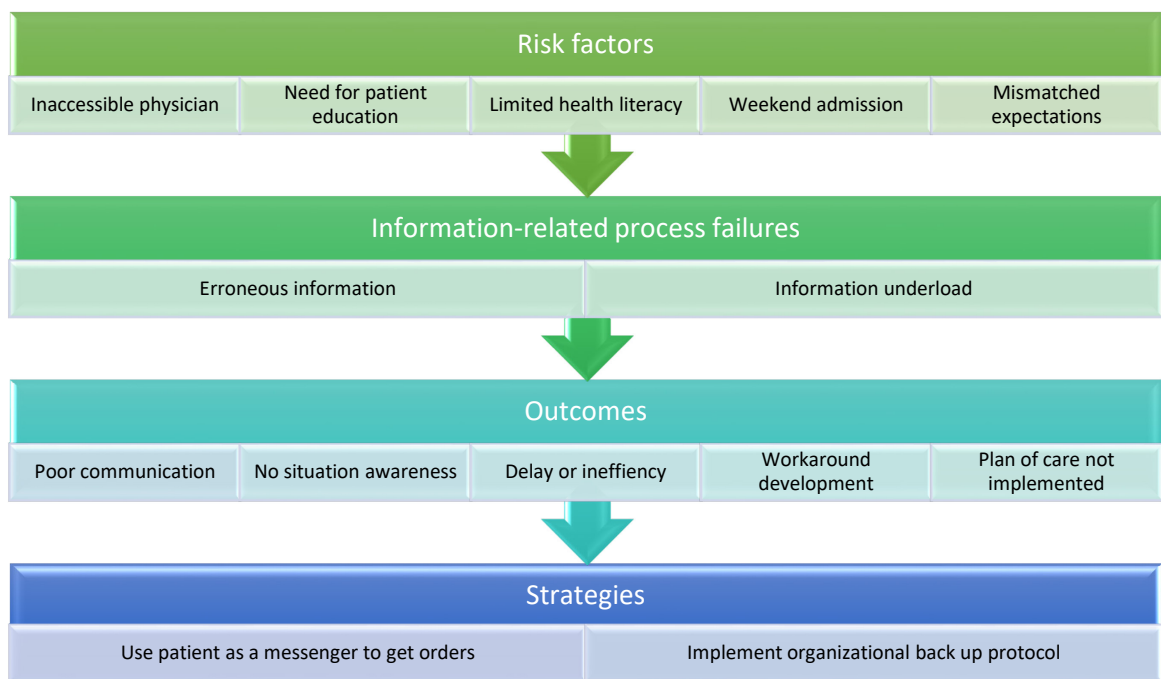 Risk factors
Inaccessible physician
Need for patient
education
Limited health literacy
Weekend admission
Mismatched
expectations
Information-related process failures
Erroneous information
Information underload
Outcomes
Poor communication
No situation awareness
Delay or ineffiency
Workaround
development
Plan of care not
implemented
Strategies
Use patient as a messenger to get orders
Implement organizational back up protocol